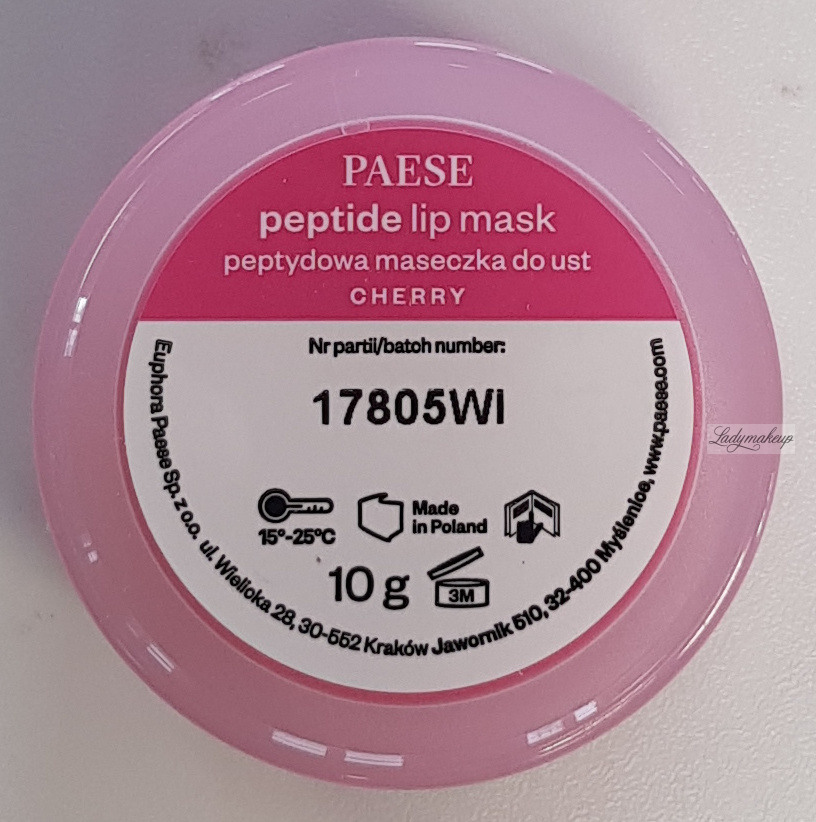 PAESE
peptide lip mask
peptydowa maseczka do ust
CHERRY
Nr partii/batch number:
17805WI
15°-25°C
Made
in Poland
10 g
3M
Euphora Paese Sp. z o.o. ul. Wielicka 28, 30-552 Kraków Jawornik 510, 32-400 Myślenice, www.paese.com
Ladymakeup